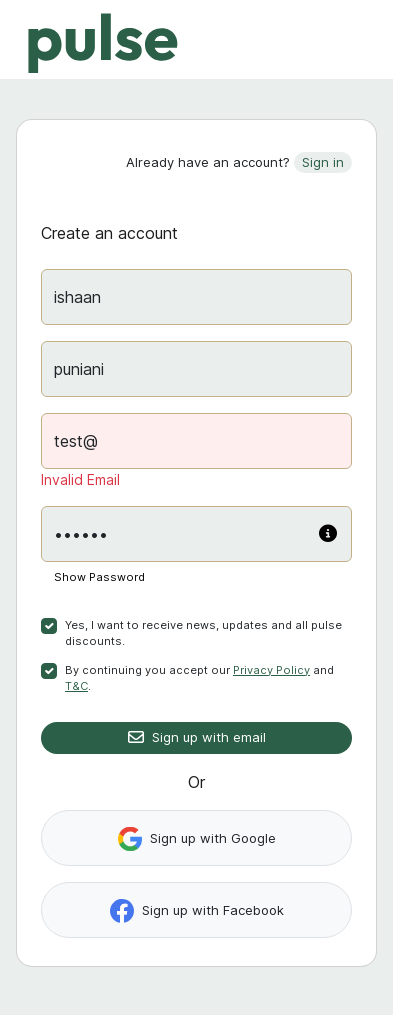 pulse
Already have an account? Sign in
Create an account
ishaan
puniani
test@
Invalid Email
••••••
Show Password
Yes, I want to receive news, updates and all pulse
discounts.
By continuing you accept our Privacy Policy and
T&C.
Sign up with email
Or
Sign up with Google
Sign up with Facebook